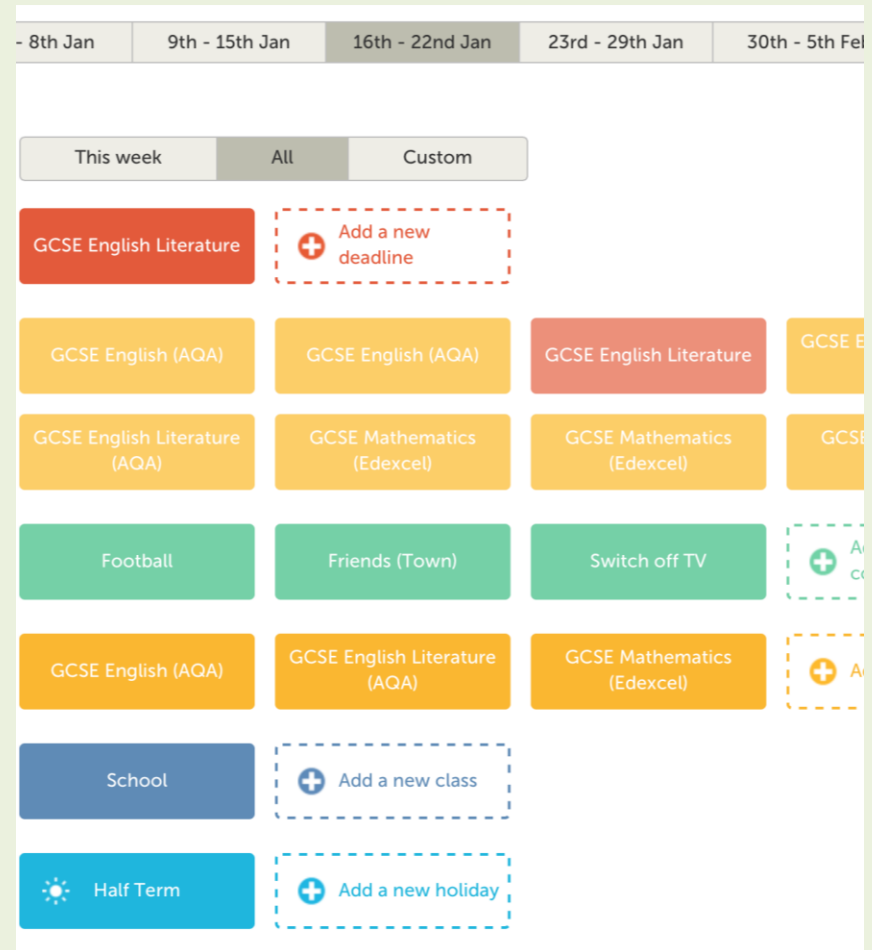 - 8th Jan
9th - 15th Jan
16th - 22nd Jan
23rd - 29th Jan
30th - 5th
This week
All
Custom
GCSE English Literature
Add a new
deadline
GCSE English (AQA)
GCSE English (AQA)
GCSE English Literature
GCSE
GCSE English Literature
(AQA)
GCSE Mathematics
(Edexcel)
GCSE Mathematics
(Edexcel)
Football
Friends (Town)
Switch off TV
GCSE English (AQA)
GCSE English Literature
(AQA)
GCSE Mathematics
(Edexcel)
School
Add a new class
Half Term
Add a new holiday